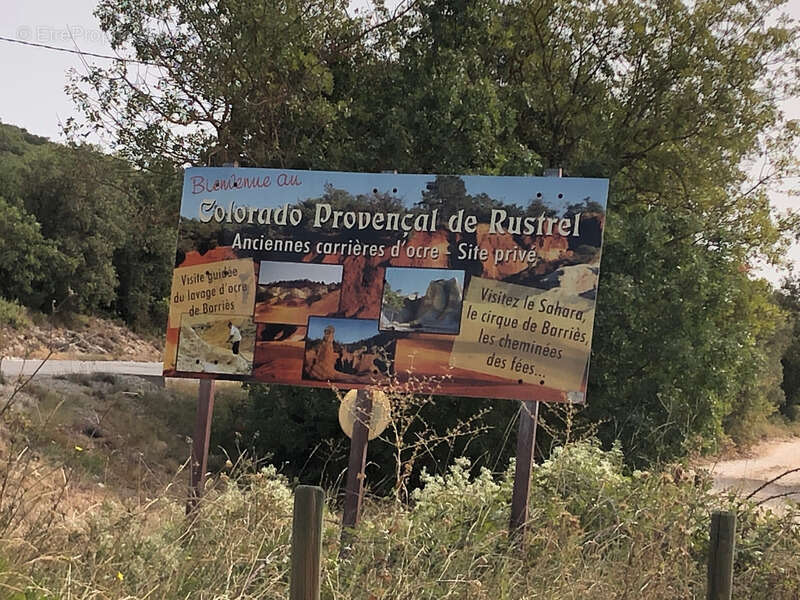 © EtreProp
Bienvenue au
Colorado Provençal de Rustrel
Anciennes carrières d'ocre - Site privé
Visite guidée
du lavage d'ocre
de Barriès
Visitez le Sahara,
le cirque de Barriès,
les cheminées
des fées...